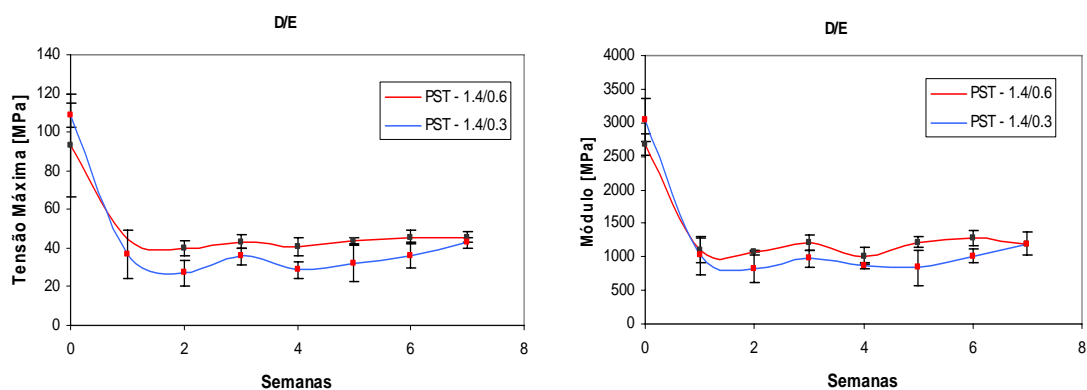 D/E
140
120
100
80
60
40
20
0
0 2 4 6 8
Tensão Máxima [MPa]
Semanas
PST - 1.4/0.6
PST - 1.4/0.3
D/E
4000
3500
3000
2500
2000
1500
1000
500
0
0 2 4 6 8
Módulo [MPa]
Semanas
PST - 1.4/0.6
PST - 1.4/0.3